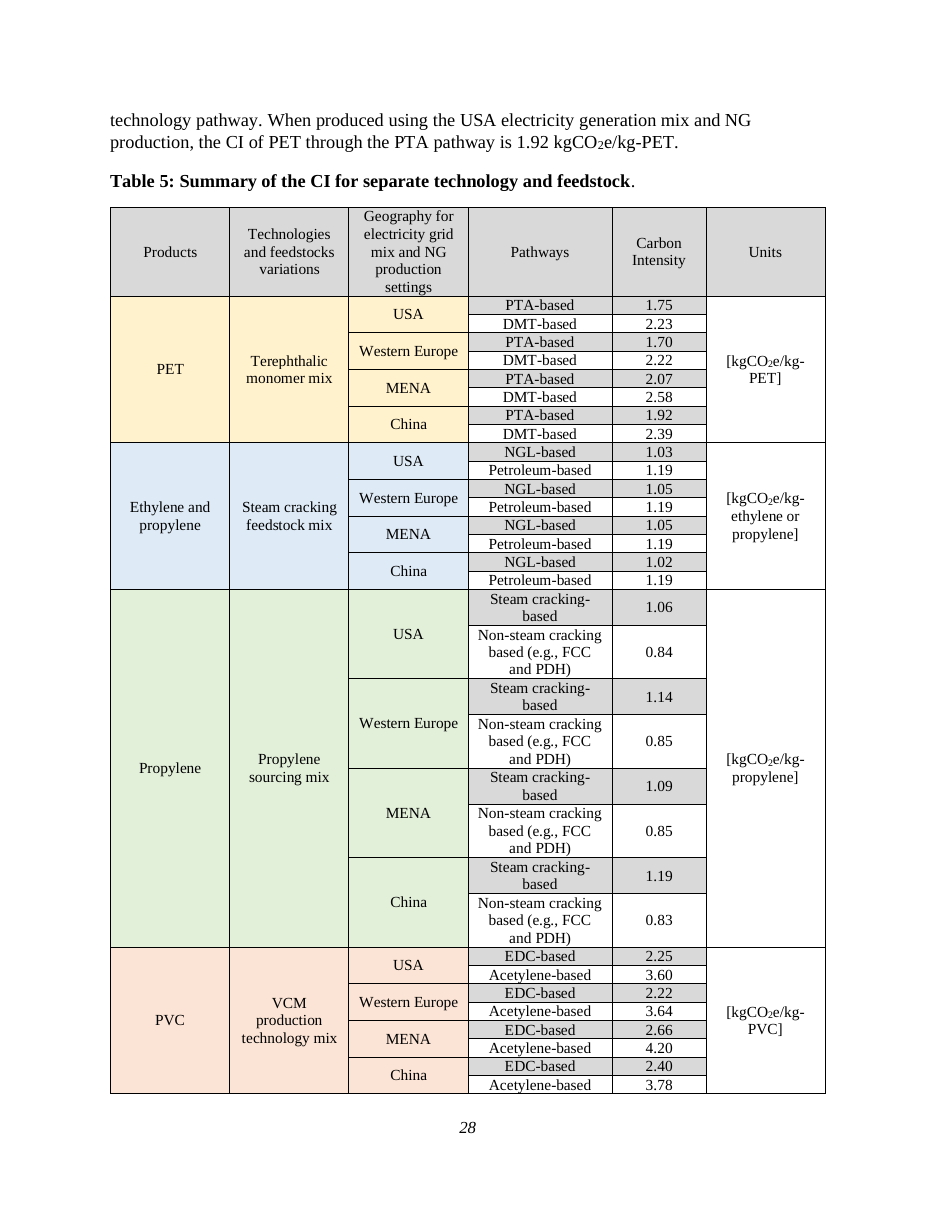 technology pathway. When produced using the USA electricity generation mix and NG
production, the CI of PET through the PTA pathway is 1.92 kgCO2e/kg-PET.
Table 5: Summary of the CI for separate technology and feedstock.
Products
Technologies
and feedstocks
variations
Geography for
electricity grid
mix and NG
production
settings
Pathways
Carbon
Intensity
Units
PET
Terephthalic
monomer mix
USA
PTA-based
1.75
DMT-based
2.23
Western Europe
PTA-based
1.70
DMT-based
2.22
MENA
PTA-based
2.07
DMT-based
2.58
China
PTA-based
1.92
DMT-based
2.39
[kgCO2e/kg-
PET]
Ethylene and
propylene
Steam cracking
feedstock mix
USA
NGL-based
1.03
Petroleum-based
1.19
Western Europe
NGL-based
1.05
Petroleum-based
1.19
MENA
NGL-based
1.05
Petroleum-based
1.19
China
NGL-based
1.02
Petroleum-based
1.19
[kgCO2e/kg-
ethylene or
propylene]
Propylene
Propylene
sourcing mix
USA
Steam cracking-
based
1.06
Non-steam cracking
based (e.g., FCC
and PDH)
0.84
Western Europe
Steam cracking-
based
1.14
Non-steam cracking
based (e.g., FCC
and PDH)
0.85
MENA
Steam cracking-
based
1.09
Non-steam cracking
based (e.g., FCC
and PDH)
0.85
China
Steam cracking-
based
1.19
Non-steam cracking
based (e.g., FCC
and PDH)
0.83
[kgCO2e/kg-
propylene]
PVC
VCM
production
technology mix
USA
EDC-based
2.25
Acetylene-based
3.60
Western Europe
EDC-based
2.22
Acetylene-based
3.64
MENA
EDC-based
2.66
Acetylene-based
4.20
China
EDC-based
2.40
Acetylene-based
3.78
[kgCO2e/kg-
PVC]
28